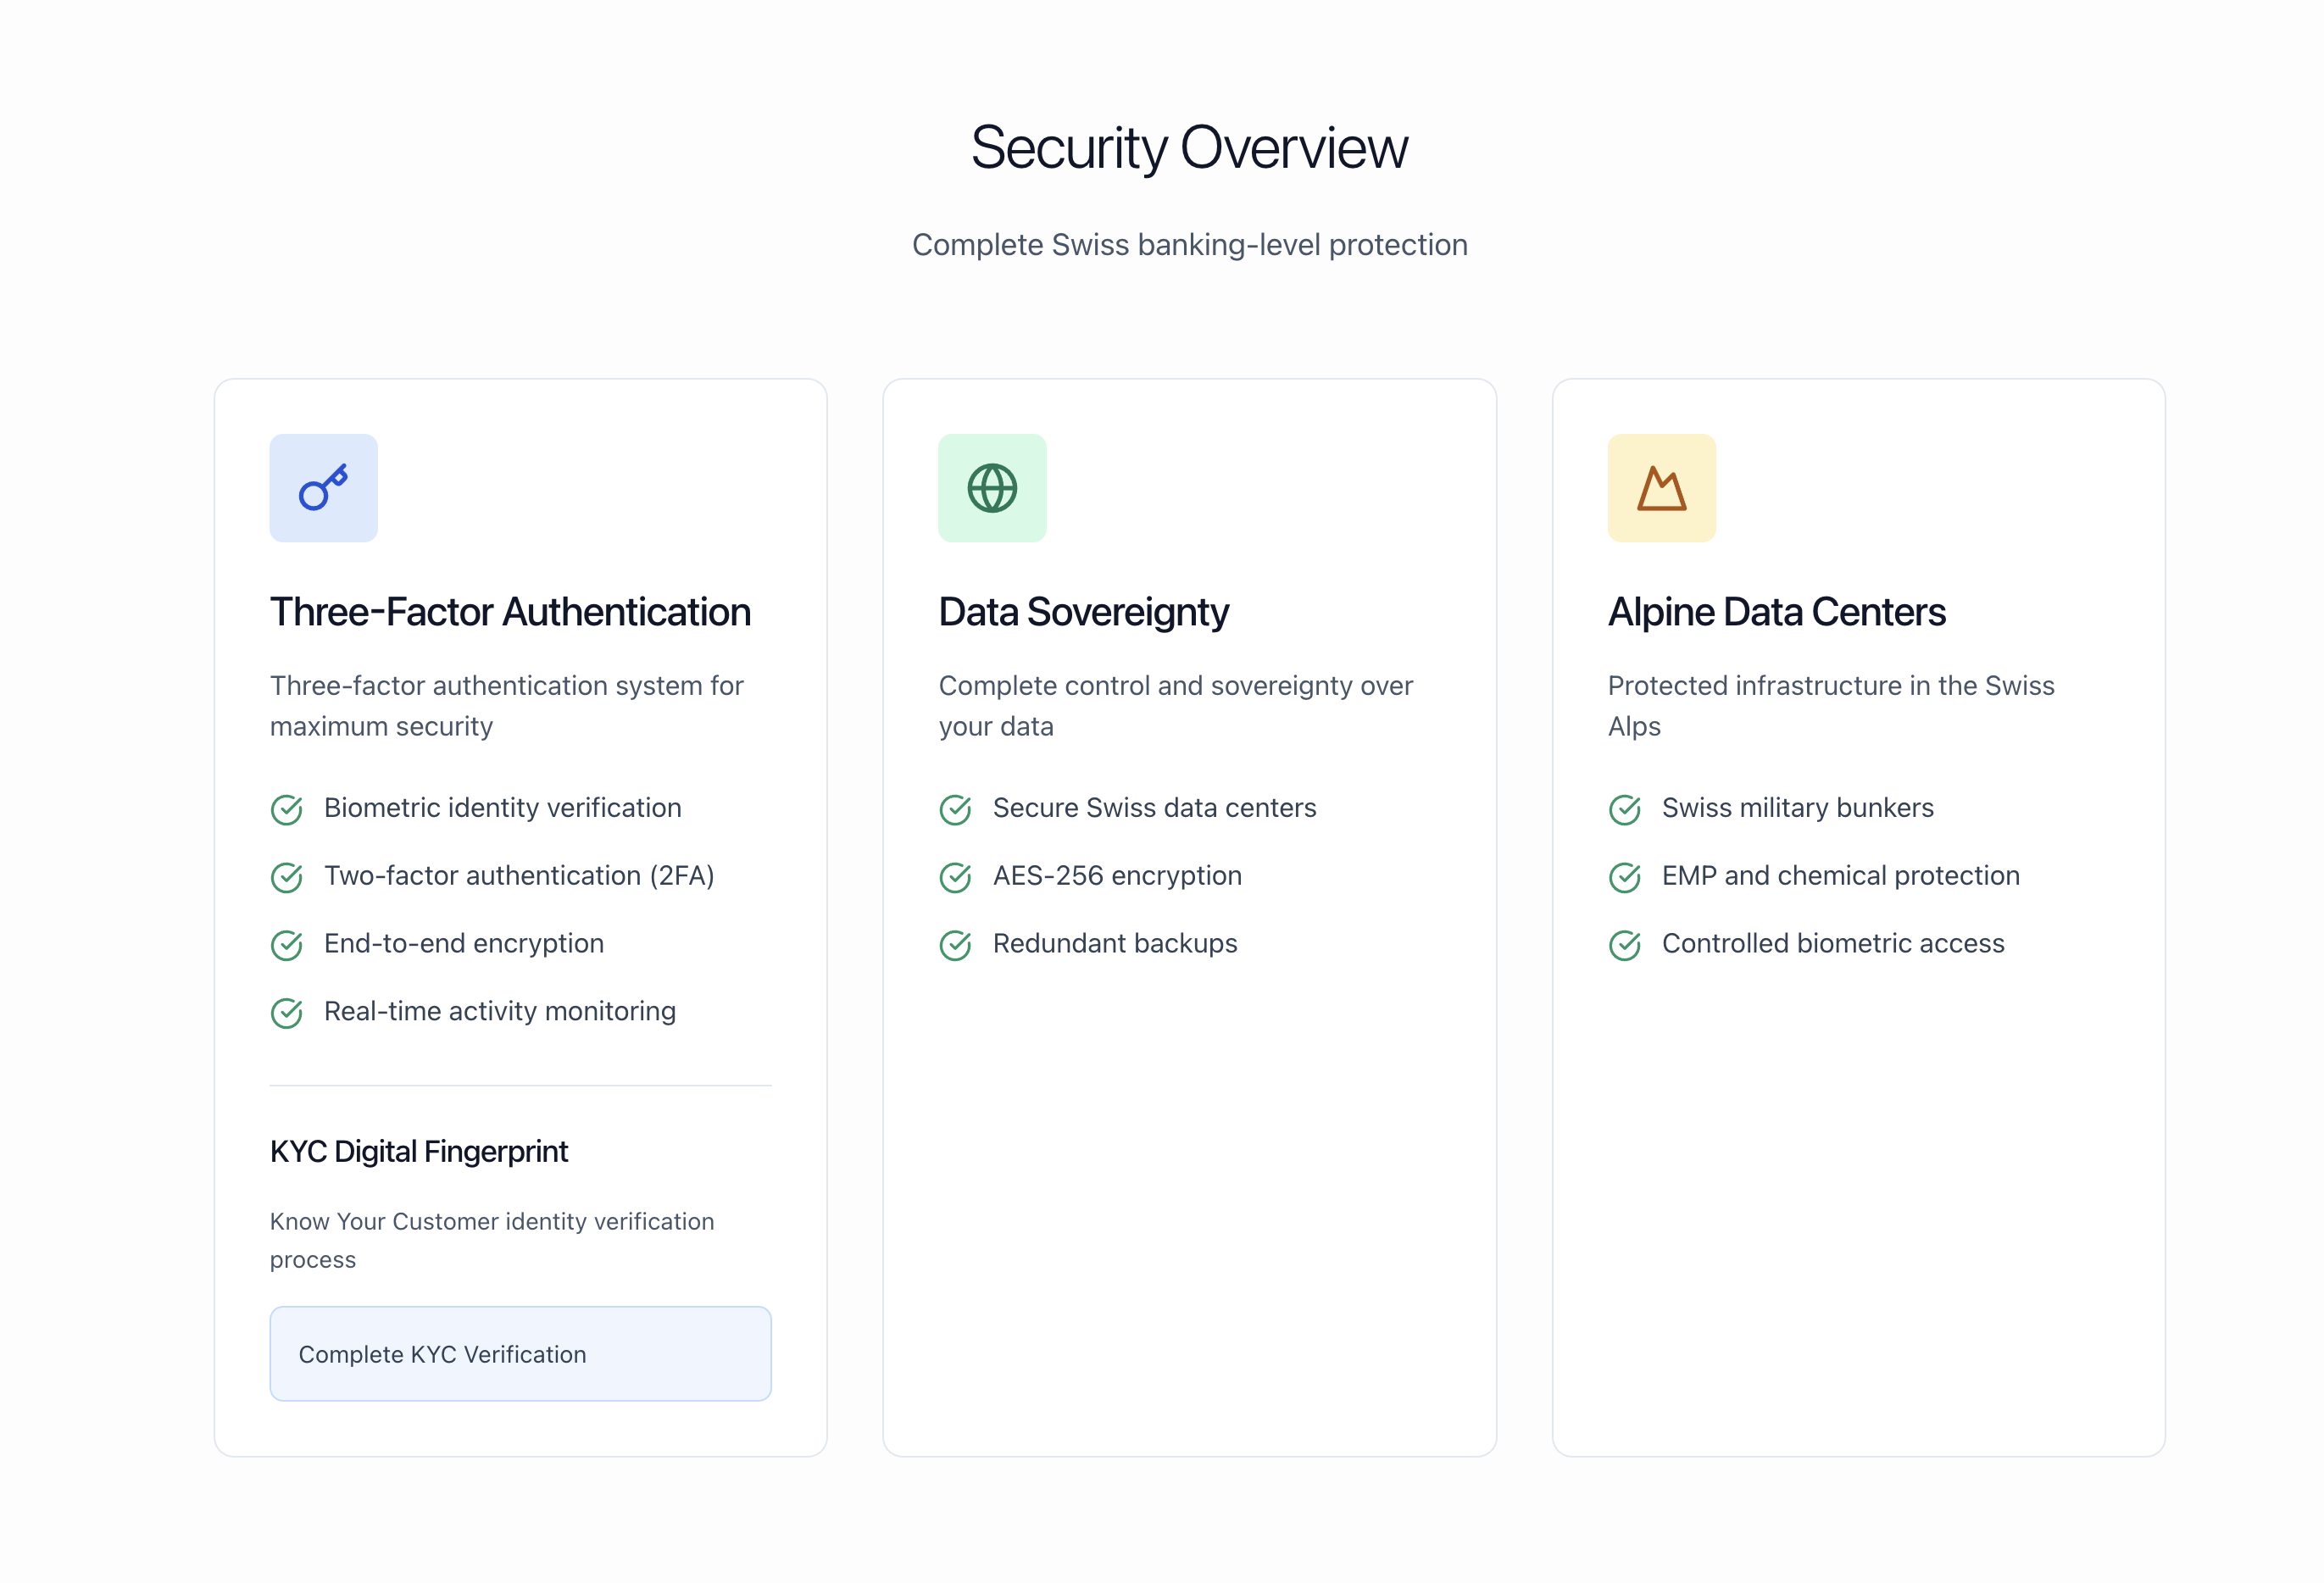 Security Overview
Complete Swiss banking-level protection
Three-Factor Authentication
Three-factor authentication system for
maximum security
Biometric identity verification
Two-factor authentication (2FA)
End-to-end encryption
Real-time activity monitoring
KYC Digital Fingerprint
Know Your Customer identity verification
process
Complete KYC Verification
Data Sovereignty
Complete control and sovereignty over
your data
Secure Swiss data centers
AES-256 encryption
Redundant backups
Alpine Data Centers
Protected infrastructure in the Swiss
Alps
Swiss military bunkers
EMP and chemical protection
Controlled biometric access